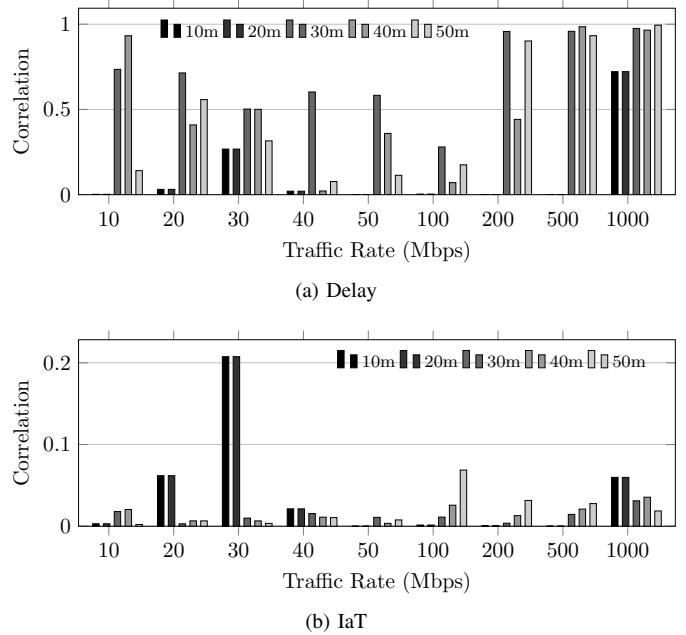 1
0.5
0
Correlation
10m 20m 30m 40m 50m
10 20 30 40 50 100 200 500 1000
Traffic Rate (Mbps)
(a) Delay
0.2
0.1
0
Correlation
10m 20m 30m 40m 50m
10 20 30 40 50 100 200 500 1000
Traffic Rate (Mbps)
(b) IaT